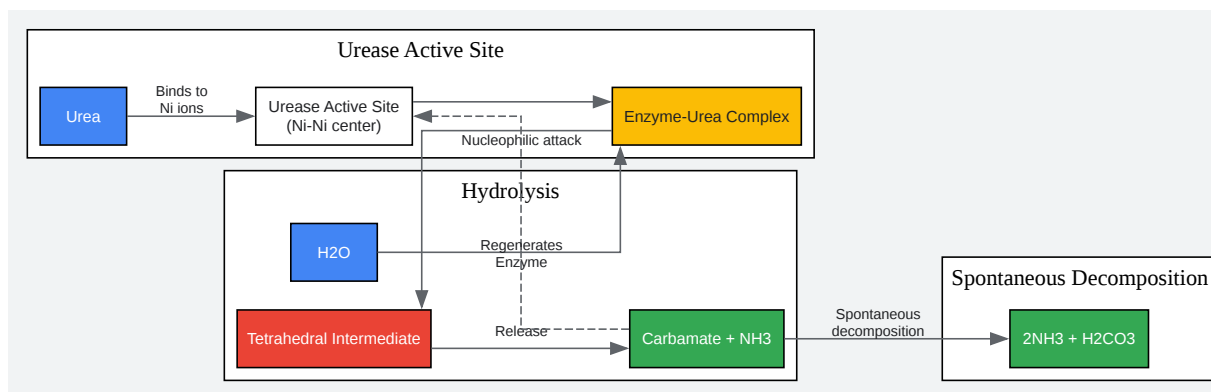 Urease Active Site
Urea
Binds to
Ni ions
Urease Active Site
(Ni-Ni center)
Enzyme-Urea Complex
Nucleophilic attack
Hydrolysis
H2O
Regenerates
Enzyme
Tetrahedral Intermediate
Release
Carbamate + NH3
Spontaneous
decomposition
Spontaneous Decomposition
2NH3 + H2CO3